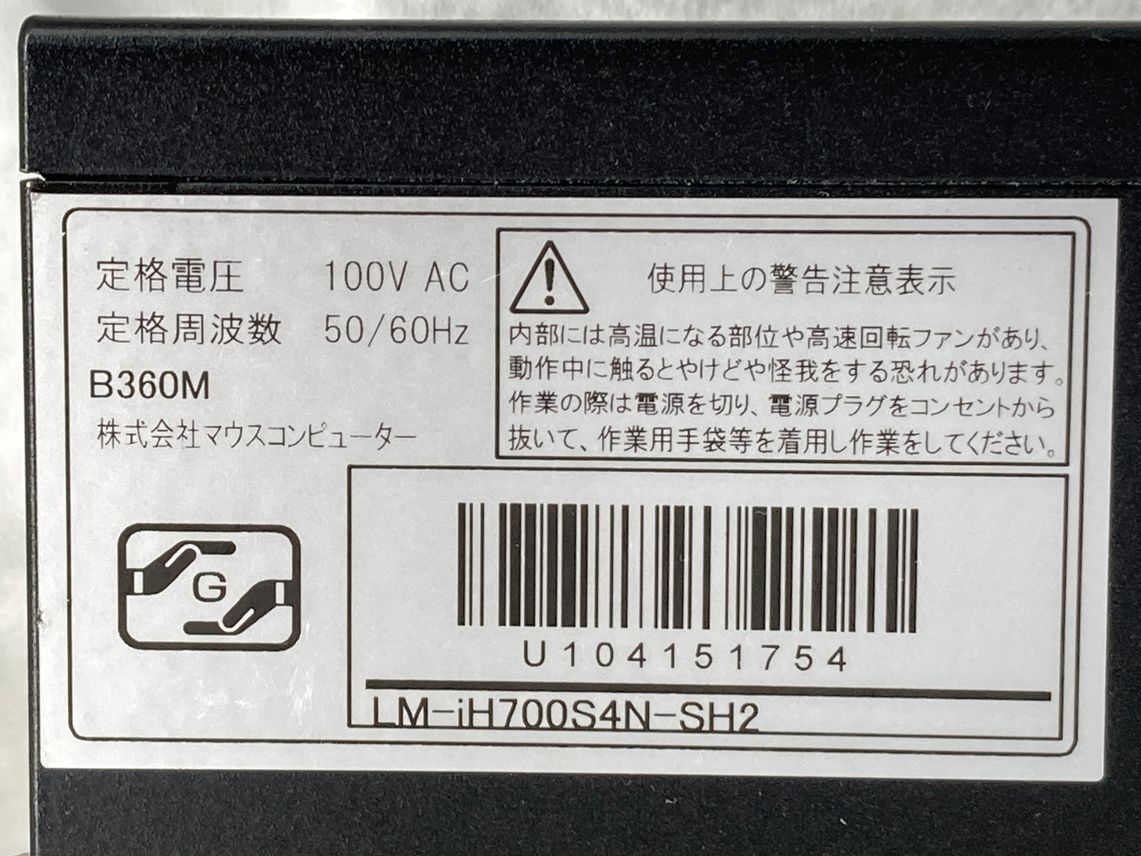 定格電圧 100V AC
定格周波数 50/60Hz
B360M
株式会社マウスコンピューター
使用上の警告注意表示
内部には高温になる部位や高速回転ファンがあり、
動作中に触るとやけどや怪我をする恐れがあります。
作業の際は電源を切り、電源プラグをコンセントから
抜いて、作業用手袋等を着用し作業をしてください。
G
U104151754
LM-iH700S4N-SH2